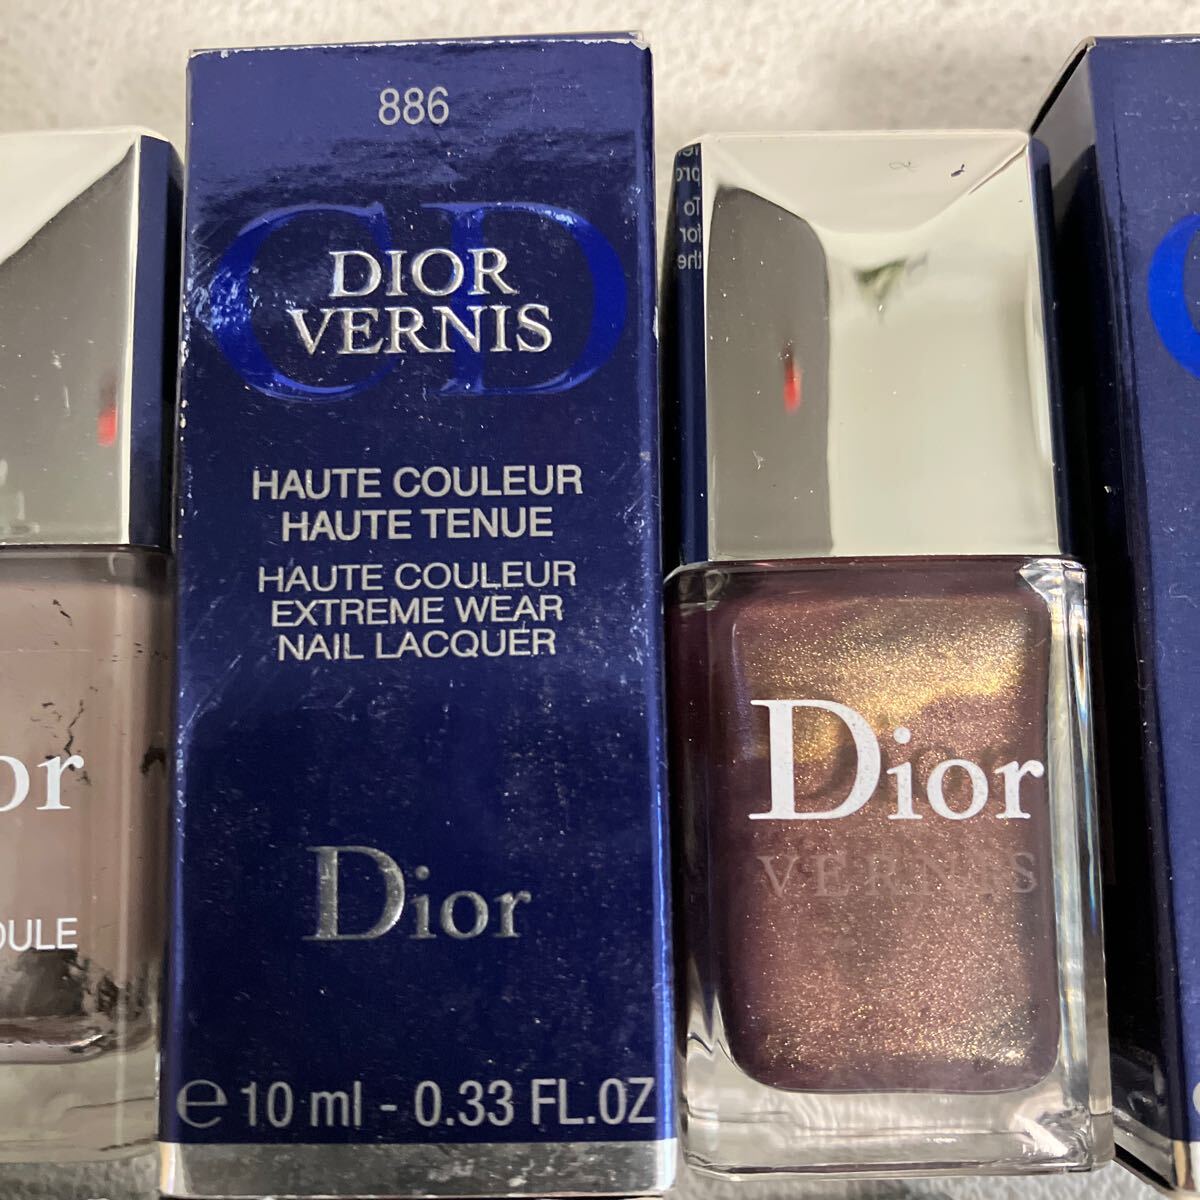 886
CD
DIOR
VERNIS
HAUTE COULEUR
HAUTE TENUE
HAUTE COULEUR
EXTREME WEAR
NAIL LACQUER
Dior
e 10 ml - 0.33 FL.OZ
Dior
VERNIS
or
OULE